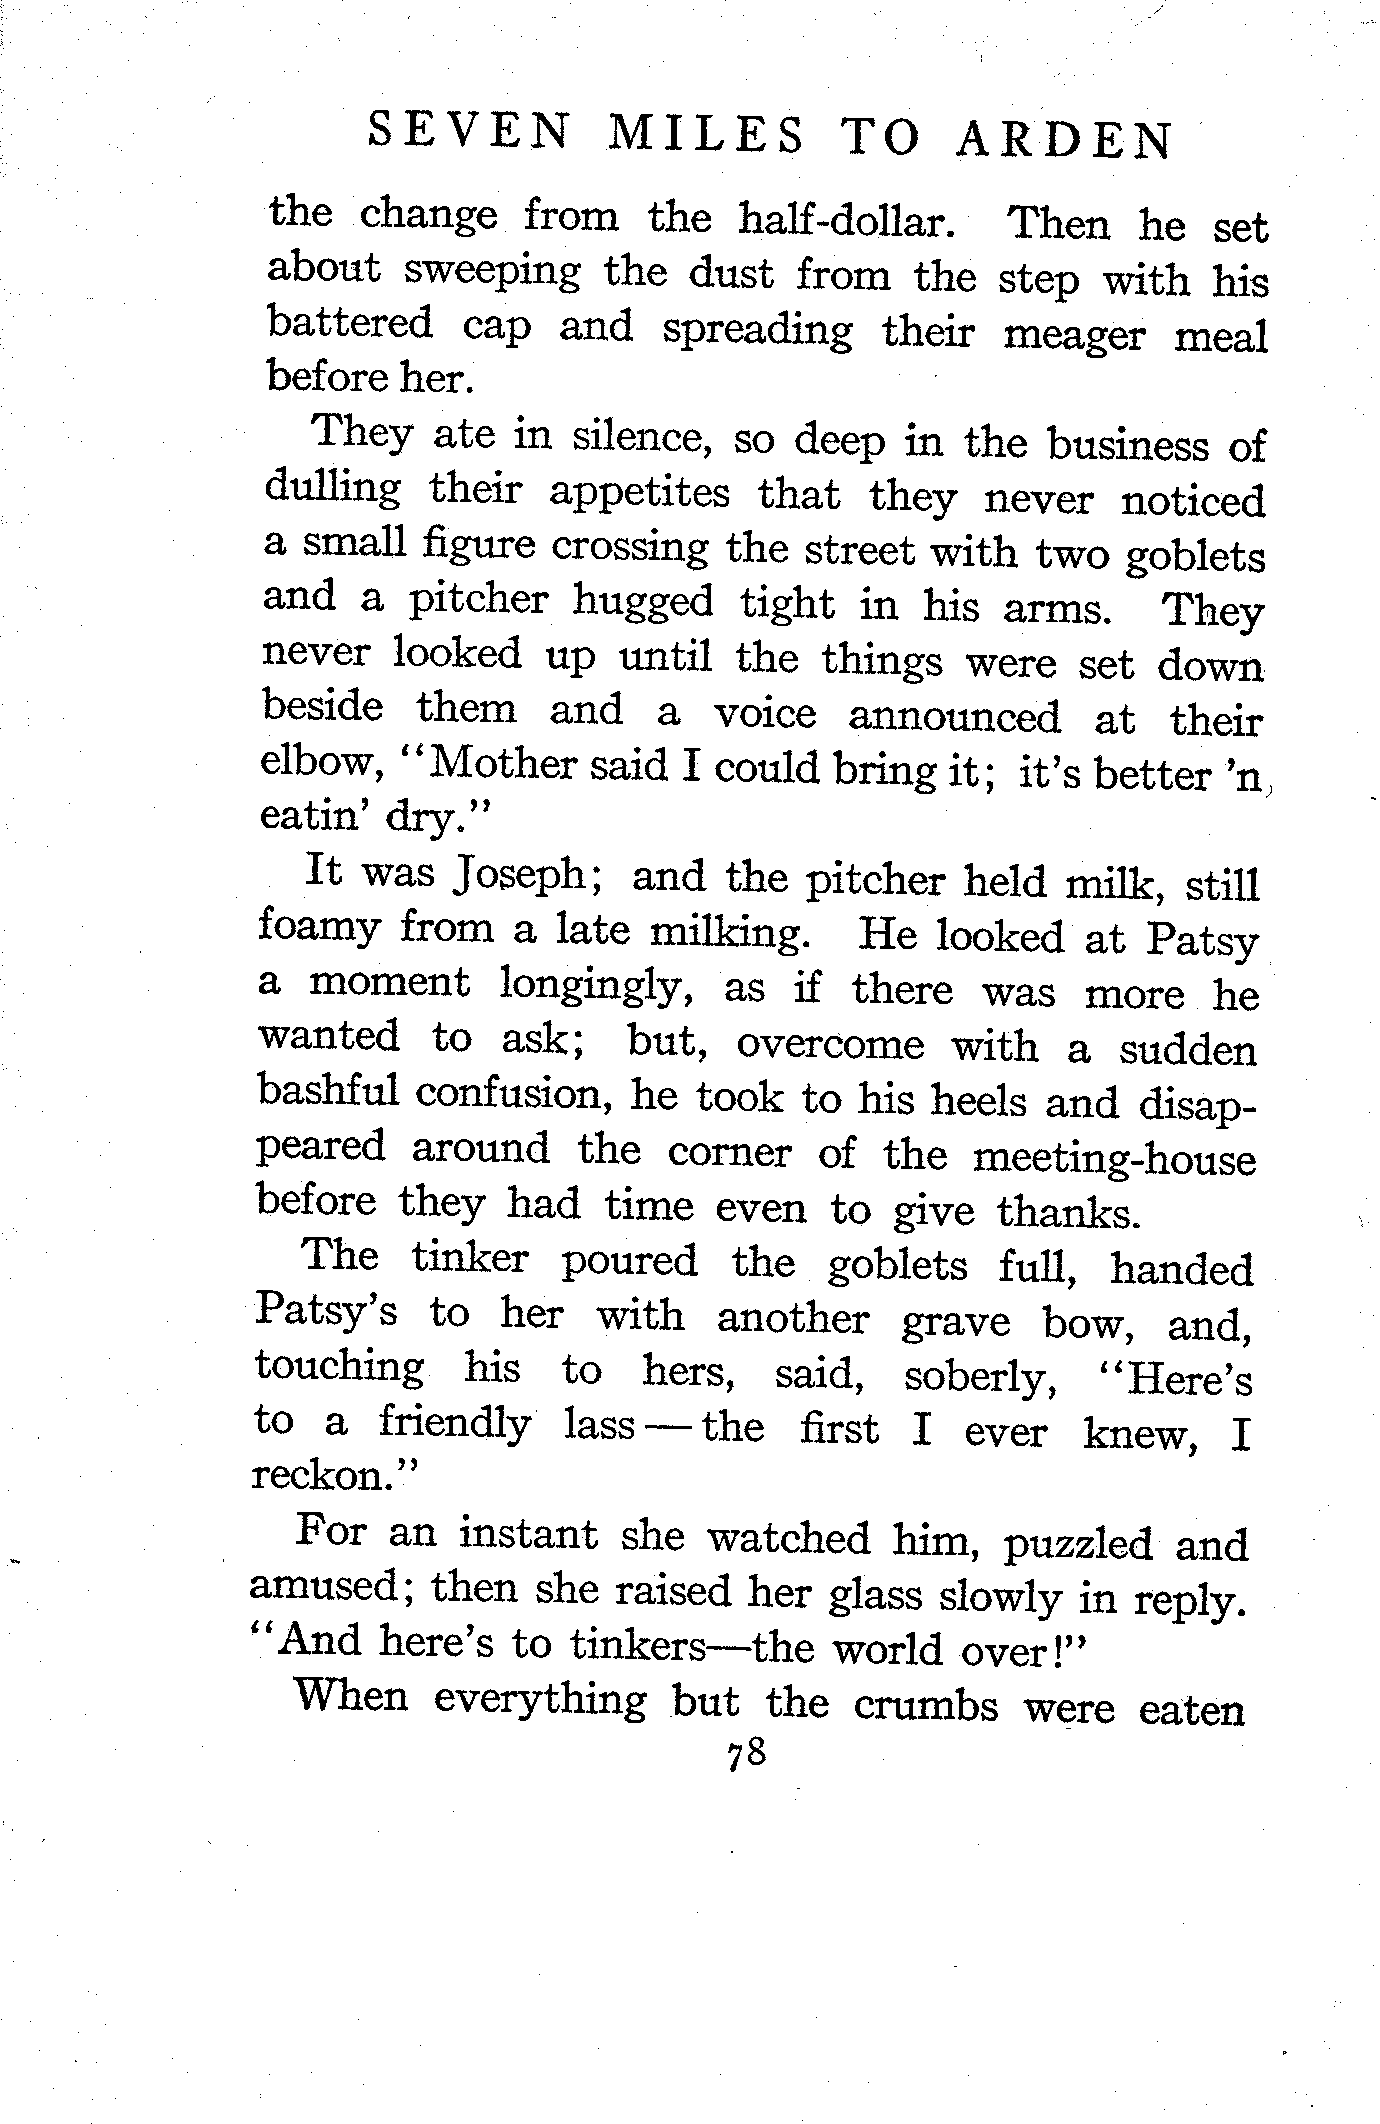 SEVEN MILES TO ARDEN
the change from the half-dollar. Then he set
about sweeping the dust from the step with his
battered cap and spreading their meager meal
before her.
They ate in silence, so deep in the business of
dulling their appetites that they never noticed
a small figure crossing the street with two goblets
and a pitcher hugged tight in his arms. They
never looked up until the things were set down
beside them and a voice announced at their
elbow, "Mother said I could bring it; it's better 'n
eatin' dry."
It was Joseph; and the pitcher held milk, still
foamy from a late milking. He looked at Patsy
a moment longingly, as if there was more he
wanted to ask; but, overcome with a sudden
bashful confusion, he took to his heels and disap-
peared around the corner of the meeting-house
before they had time even to give thanks.
The tinker poured the goblets full, handed
Patsy's to her with another grave bow, and,
touching his to hers, said, soberly, "Here's
to a friendly lass — the first I ever knew, I
reckon."
For an instant she watched him, puzzled and
amused; then she raised her glass slowly in reply.
"And here's to tinkers—the world over!"
When everything but the crumbs were eaten
78